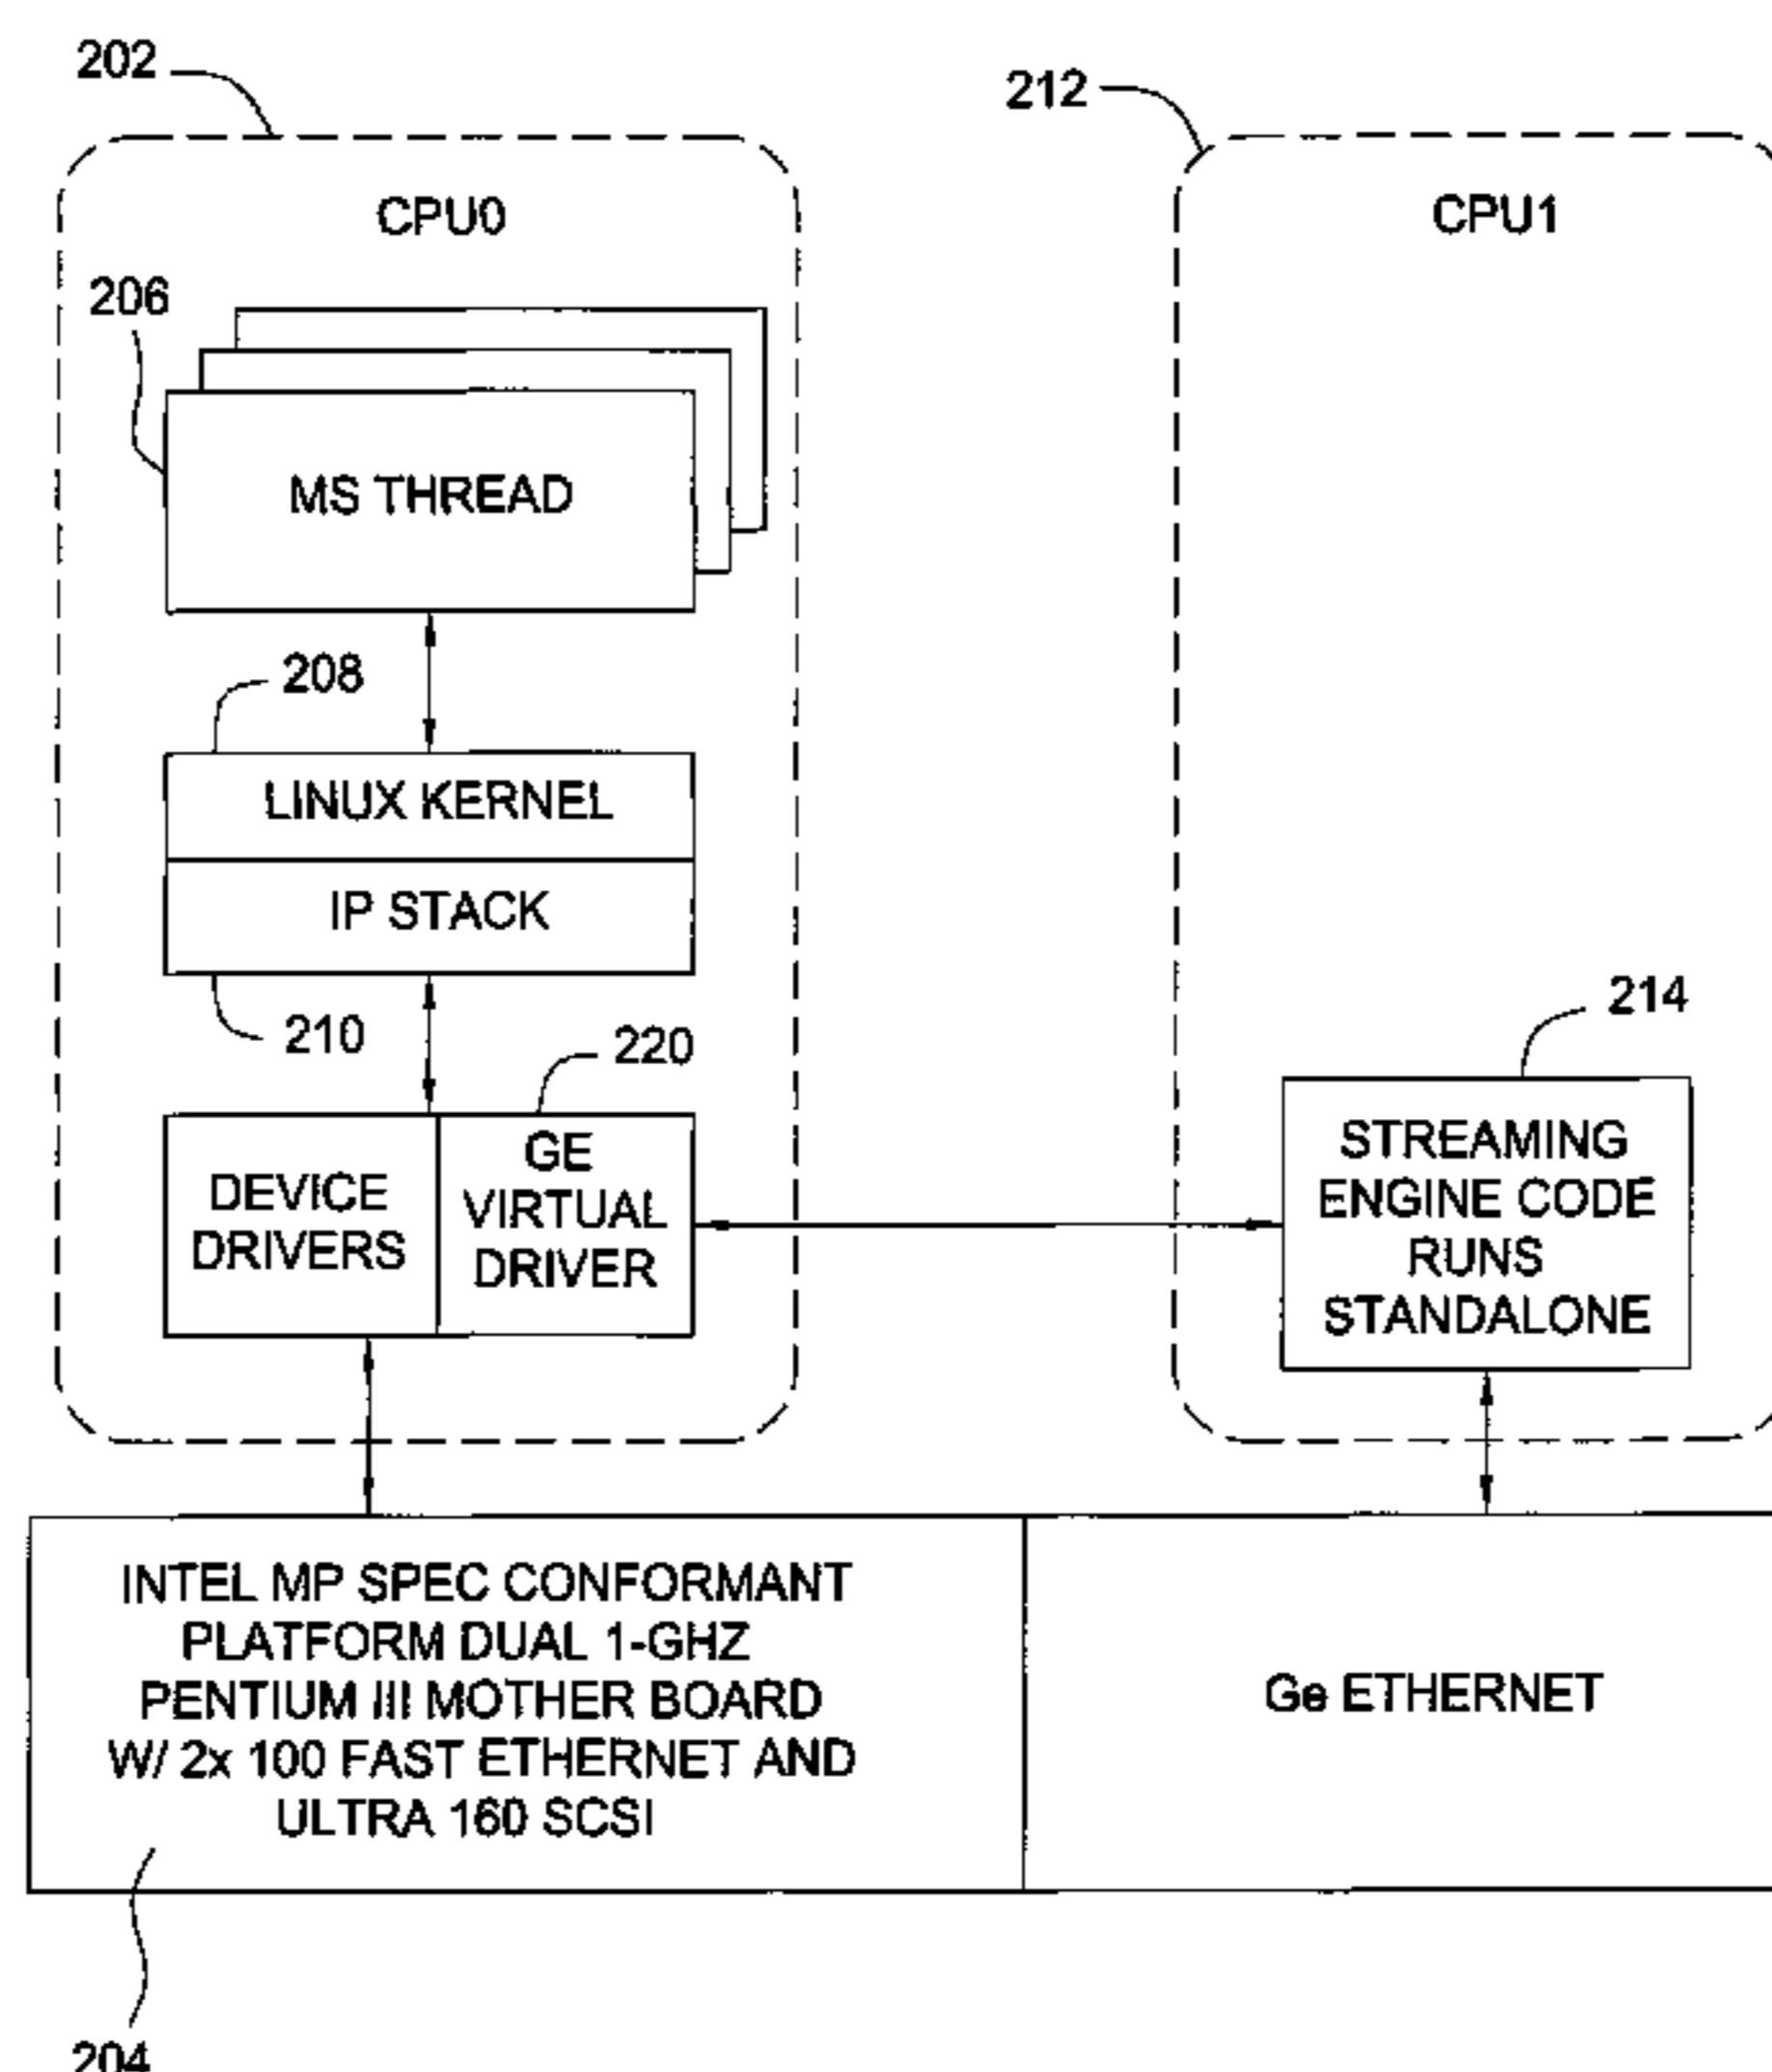 202
212
CPU0
CPU1
206
MS THREAD
208
LINUX KERNEL
IP STACK
210
220
214
DEVICE
DRIVERS
GE
VIRTUAL
DRIVER
STREAMING
ENGINE CODE
RUNS
STANDALONE
INTEL MP SPEC CONFORMANT
PLATFORM DUAL 1-GHZ
PENTIUM III MOTHER BOARD
W/ 2x 100 FAST ETHERNET AND
ULTRA 160 SCSI
Ge ETHERNET
204